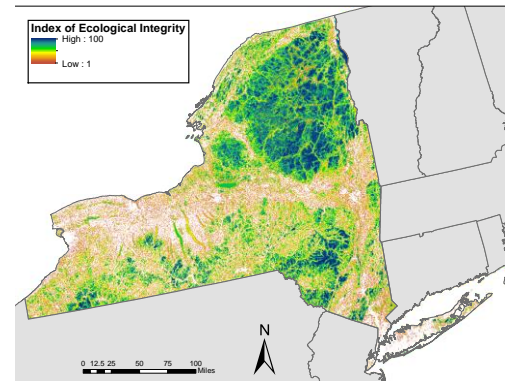 Index of Ecological Integrity
High : 100
Low : 1
N
0 12.5 25 50 75 100
Miles